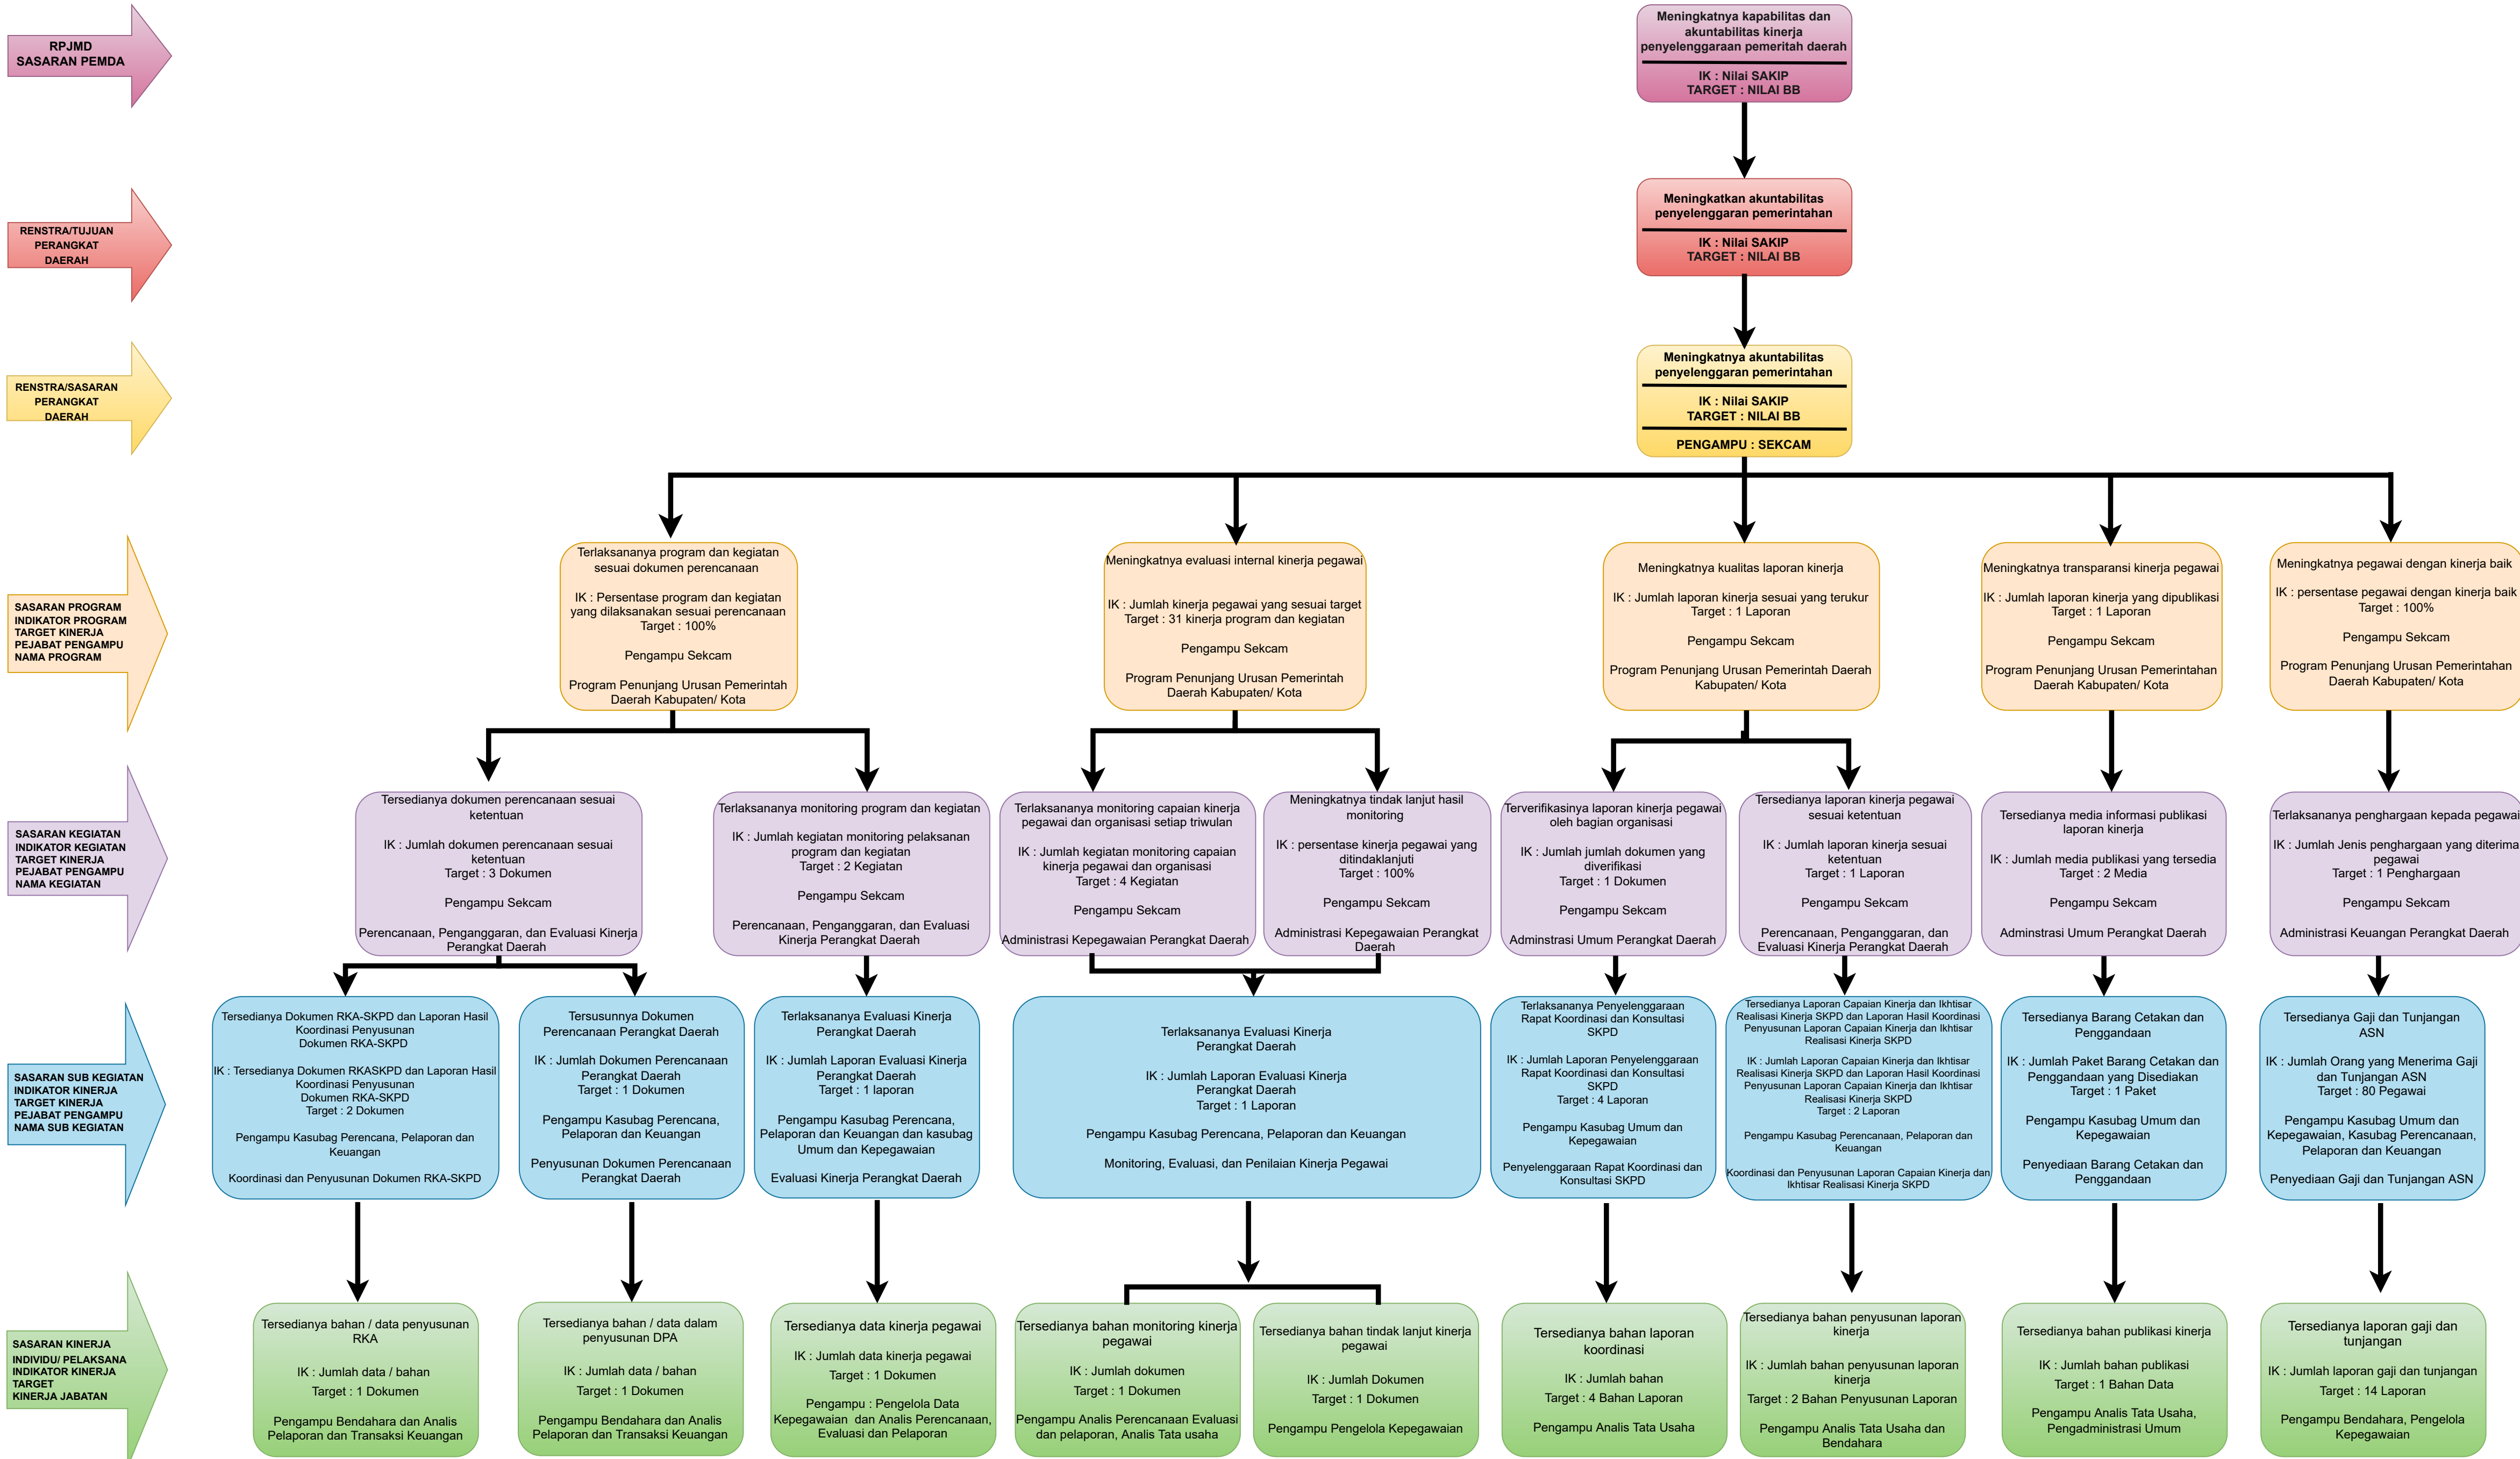 RPJMD
SASARAN PEMDA
Meningkatnya kapabilitas dan
akuntabilitas kinerja
penyelenggaraan pemeritah daerah
IK : Nilai SAKIP
TARGET : NILAI BB
RENSTRA/TUJUAN
PERANGKAT
DAERAH
Meningkatkan akuntabilitas
penyelenggaran pemerintahan
IK : Nilai SAKIP
TARGET : NILAI BB
RENSTRA/SASARAN
PERANGKAT
DAERAH
Meningkatnya akuntabilitas
penyelenggaran pemerintahan
IK : Nilai SAKIP
TARGET : NILAI BB
PENGAMPU : SEKCAM
SASARAN PROGRAM
INDIKATOR PROGRAM
TARGET KINERJA
PEJABAT PENGAMPU
NAMA PROGRAM
Terlaksananya program dan kegiatan
sesuai dokumen perencanaan
IK : Persentase program dan kegiatan
yang dilaksanakan sesuai perencanaan
Target : 100%
Pengampu Sekcam
Program Penunjang Urusan Pemerintah
Daerah Kabupaten/ Kota
Meningkatnya evaluasi internal kinerja pegawai
IK : Jumlah kinerja pegawai yang sesuai target
Target : 31 kinerja program dan kegiatan
Pengampu Sekcam
Program Penunjang Urusan Pemerintah
Daerah Kabupaten/ Kota
Meningkatnya kualitas laporan kinerja
IK : Jumlah laporan kinerja sesuai yang terukur
Target : 1 Laporan
Pengampu Sekcam
Program Penunjang Urusan Pemerintah Daerah
Kabupaten/ Kota
Meningkatnya transparansi kinerja pegawai
IK : Jumlah laporan kinerja yang dipublikasi
Target : 1 Laporan
Pengampu Sekcam
Program Penunjang Urusan Pemerintahan
Daerah Kabupaten/ Kota
Meningkatnya pegawai dengan kinerja baik
IK : persentase pegawai dengan kinerja baik
Target : 100%
Pengampu Sekcam
Program Penunjang Urusan Pemerintahan
Daerah Kabupaten/ Kota
SASARAN KEGIATAN
INDIKATOR KEGIATAN
TARGET KINERJA
PEJABAT PENGAMPU
NAMA KEGIATAN
Tersedianya dokumen perencanaan sesuai
ketentuan
IK : Jumlah dokumen perencanaan sesuai
ketentuan
Target : 3 Dokumen
Pengampu Sekcam
Perencanaan, Penganggaran, dan Evaluasi Kinerja
Perangkat Daerah
Terlaksananya monitoring program dan kegiatan
IK : Jumlah kegiatan monitoring pelaksanan
program dan kegiatan
Target : 2 Kegiatan
Pengampu Sekcam
Perencanaan, Penganggaran, dan Evaluasi
Kinerja Perangkat Daerah
Terlaksananya monitoring capaian kinerja
pegawai dan organisasi setiap triwulan
IK : Jumlah kegiatan monitoring capaian
kinerja pegawai dan organisasi
Target : 4 Kegiatan
Pengampu Sekcam
Administrasi Kepegawaian Perangkat Daerah
Meningkatnya tindak lanjut hasil
monitoring
IK : persentase kinerja pegawai yang
ditindaklanjuti
Target : 100%
Pengampu Sekcam
Administrasi Kepegawaian Perangkat
Daerah
Terverifikasinya laporan kinerja pegawai
oleh bagian organisasi
IK : Jumlah jumlah dokumen yang
diverifikasi
Target : 1 Dokumen
Pengampu Sekcam
Adminstrasi Umum Perangkat Daerah
Tersedianya laporan kinerja pegawai
sesuai ketentuan
IK : Jumlah laporan kinerja sesuai
ketentuan
Target : 1 Laporan
Pengampu Sekcam
Perencanaan, Penganggaran, dan
Evaluasi Kinerja Perangkat Daerah
Tersedianya media informasi publikasi
laporan kinerja
IK : Jumlah media publikasi yang tersedia
Target : 2 Media
Pengampu Sekcam
Adminstrasi Umum Perangkat Daerah
Terlaksananya penghargaan kepada pegawai
IK : Jumlah Jenis penghargaan yang diterima
pegawai
Target : 1 Penghargaan
Pengampu Sekcam
Administrasi Keuangan Perangkat Daerah
SASARAN SUB KEGIATAN
INDIKATOR KINERJA
TARGET KINERJA
PEJABAT PENGAMPU
NAMA SUB KEGIATAN
Tersedianya Dokumen RKA-SKPD dan Laporan Hasil
Koordinasi Penyusunan
Dokumen RKA-SKPD
IK : Tersedianya Dokumen RKASKPD dan Laporan Hasil
Koordinasi Penyusunan
Dokumen RKA-SKPD
Target : 2 Dokumen
Pengampu Kasubag Perencana, Pelaporan dan
Keuangan
Koordinasi dan Penyusunan Dokumen RKA-SKPD
Tersusunnya Dokumen
Perencanaan Perangkat Daerah
IK : Jumlah Dokumen Perencanaan
Perangkat Daerah
Target : 1 Dokumen
Pengampu Kasubag Perencana,
Pelaporan dan Keuangan
Penyusunan Dokumen Perencanaan
Perangkat Daerah
Terlaksananya Evaluasi Kinerja
Perangkat Daerah
IK : Jumlah Laporan Evaluasi Kinerja
Perangkat Daerah
Target : 1 laporan
Pengampu Kasubag Perencana,
Pelaporan dan Keuangan dan kasubag
Umum dan Kepegawaian
Evaluasi Kinerja Perangkat Daerah
Terlaksananya Evaluasi Kinerja
Perangkat Daerah
IK : Jumlah Laporan Evaluasi Kinerja
Perangkat Daerah
Target : 1 Laporan
Pengampu Kasubag Perencana, Pelaporan dan Keuangan
Monitoring, Evaluasi, dan Penilaian Kinerja Pegawai
Terlaksananya Penyelenggaraan
Rapat Koordinasi dan Konsultasi
SKPD
IK : Jumlah Laporan Penyelenggaraan
Rapat Koordinasi dan Konsultasi
SKPD
Target : 4 Laporan
Pengampu Kasubag Umum dan
Kepegawaian
Penyelenggaraan Rapat Koordinasi dan
Konsultasi SKPD
Tersedianya Laporan Capaian Kinerja dan Ikhtisar
Realisasi Kinerja SKPD dan Laporan Hasil Koordinasi
Penyusunan Laporan Capaian Kinerja dan Ikhtisar
Realisasi Kinerja SKPD
IK : Jumlah Laporan Capaian Kinerja dan Ikhtisar
Realisasi Kinerja SKPD dan Laporan Hasil Koordinasi
Penyusunan Laporan Capaian Kinerja dan Ikhtisar
Realisasi Kinerja SKPD
Target : 2 Laporan
Pengampu Kasubag Perencanaan, Pelaporan dan
Keuangan
Koordinasi dan Penyusunan Laporan Capaian Kinerja dan
Ikhtisar Realisasi Kinerja SKPD
Tersedianya Barang Cetakan dan
Penggandaan
IK : Jumlah Paket Barang Cetakan dan
Penggandaan yang Disediakan
Target : 1 Paket
Pengampu Kasubag Umum dan
Kepegawaian
Penyediaan Barang Cetakan dan
Penggandaan
Tersedianya Gaji dan Tunjangan
ASN
IK : Jumlah Orang yang Menerima Gaji
dan Tunjangan ASN
Target : 80 Pegawai
Pengampu Kasubag Umum dan
Kepegawaian, Kasubag Perencanaan,
Pelaporan dan Keuangan
Penyediaan Gaji dan Tunjangan ASN
SASARAN KINERJA
INDIVIDU/ PELAKSANA
INDIKATOR KINERJA
TARGET
KINERJA JABATAN
Tersedianya bahan / data penyusunan
RKA
IK : Jumlah data / bahan
Target : 1 Dokumen
Pengampu Bendahara dan Analis
Pelaporan dan Transaksi Keuangan
Tersedianya bahan / data dalam
penyusunan DPA
IK : Jumlah data / bahan
Target : 1 Dokumen
Pengampu Bendahara dan Analis
Pelaporan dan Transaksi Keuangan
Tersedianya data kinerja pegawai
IK : Jumlah data kinerja pegawai
Target : 1 Dokumen
Pengampu : Pengelola Data
Kepegawaian dan Analis Perencanaan,
Evaluasi dan Pelaporan
Tersedianya bahan monitoring kinerja
pegawai
IK : Jumlah dokumen
Target : 1 Dokumen
Pengampu Analis Perencanaan Evaluasi
dan pelaporan, Analis Tata usaha
Tersedianya bahan tindak lanjut kinerja
pegawai
IK : Jumlah Dokumen
Target : 1 Dokumen
Pengampu Pengelola Kepegawaian
Tersedianya bahan laporan
koordinasi
IK : Jumlah bahan
Target : 4 Bahan Laporan
Pengampu Analis Tata Usaha
Tersedianya bahan penyusunan laporan
kinerja
IK : Jumlah bahan penyusunan laporan
kinerja
Target : 2 Bahan Penyusunan Laporan
Pengampu Analis Tata Usaha dan
Bendahara
Tersedianya bahan publikasi kinerja
IK : Jumlah bahan publikasi
Target : 1 Bahan Data
Pengampu Analis Tata Usaha,
Pengadministrasi Umum
Tersedianya laporan gaji dan
tunjangan
IK : Jumlah laporan gaji dan tunjangan
Target : 14 Laporan
Pengampu Bendahara, Pengelola
Kepegawaian